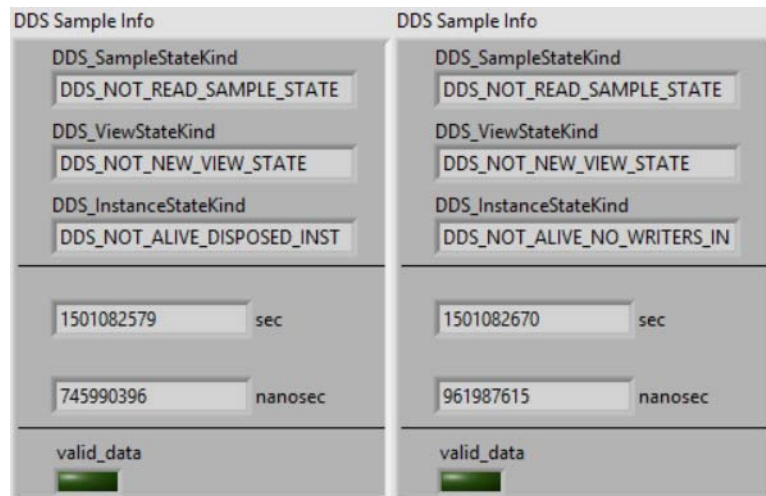 DDS Sample Info
DDS_SampleStateKind
DDS_NOT_READ_SAMPLE_STATE
DDS_ViewStateKind
DDS_NOT_NEW_VIEW_STATE
DDS_InstanceStateKind
DDS_NOT_ALIVE_DISPOSED_INST
1501082579 sec
745990396 nanosec
valid_data
DDS Sample Info
DDS_SampleStateKind
DDS_NOT_READ_SAMPLE_STATE
DDS_ViewStateKind
DDS_NOT_NEW_VIEW_STATE
DDS_InstanceStateKind
DDS_NOT_ALIVE_NO_WRITERS_IN
1501082670 sec
961987615 nanosec
valid_data